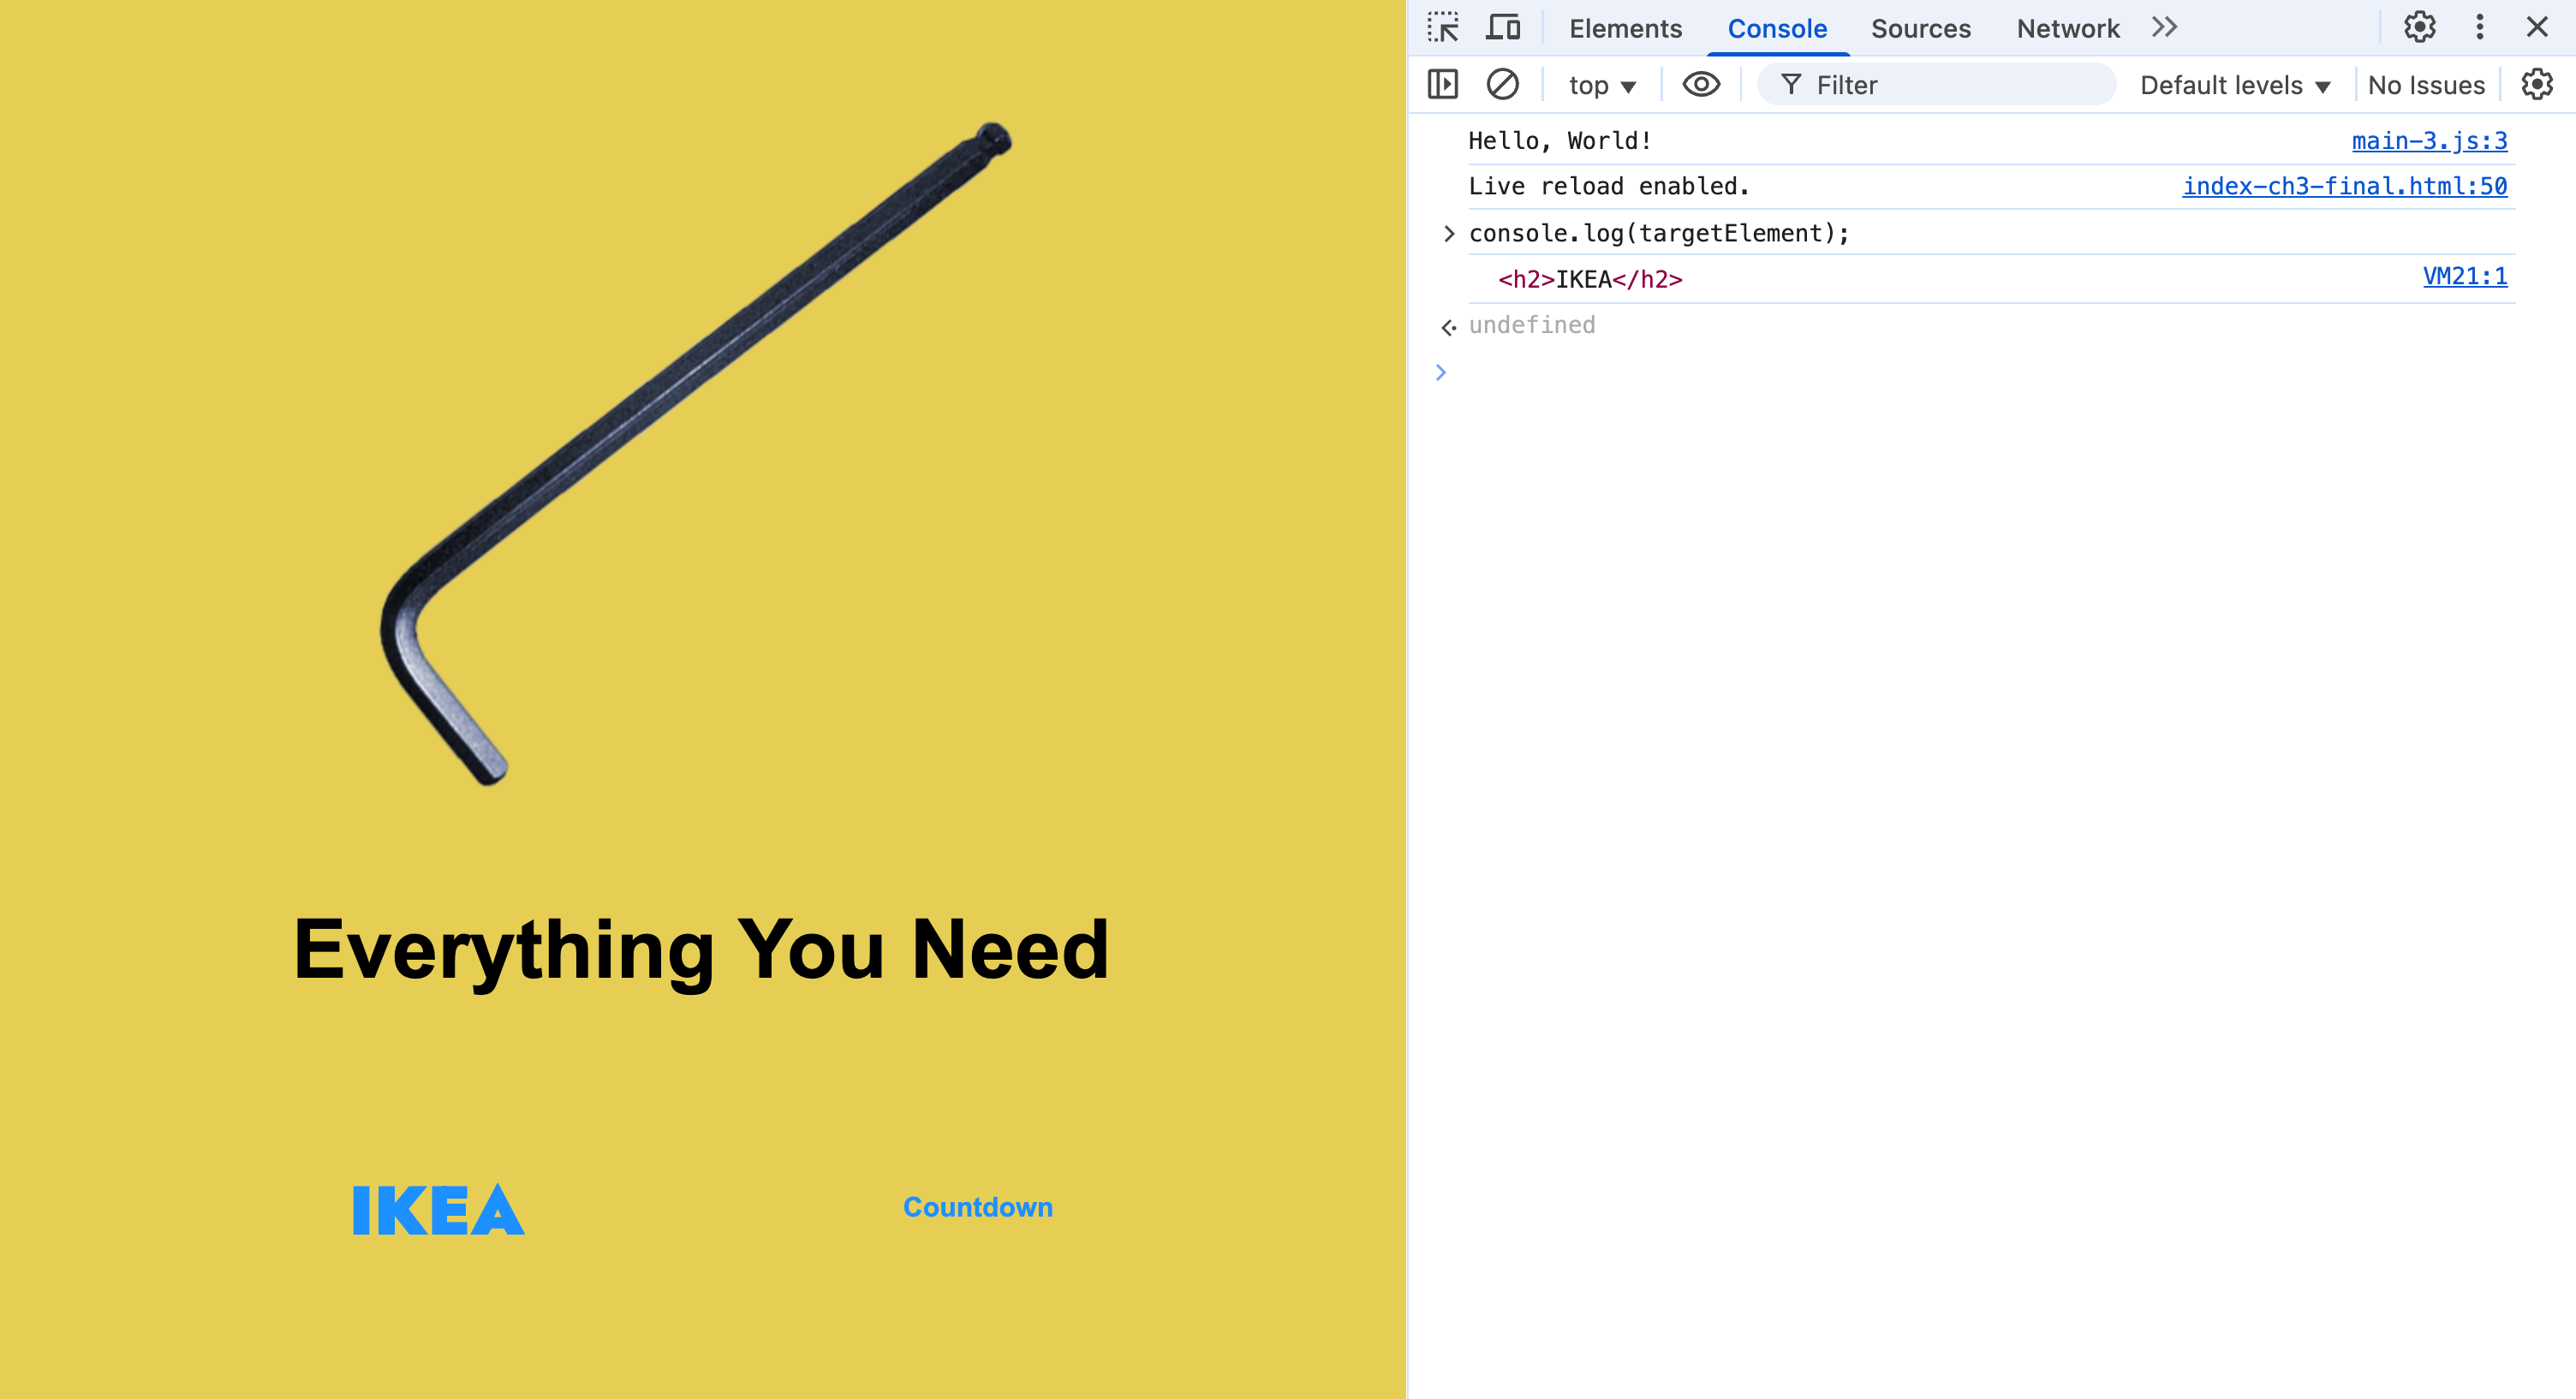 Everything You Need
IKEA
Countdown
Elements Console Sources Network
top Filter Default levels No Issues
Hello, World! main-3.js:3
Live reload enabled. index-ch3-final.html:50
console.log(targetElement);
<h2>IKEA</h2> VM21:1
undefined